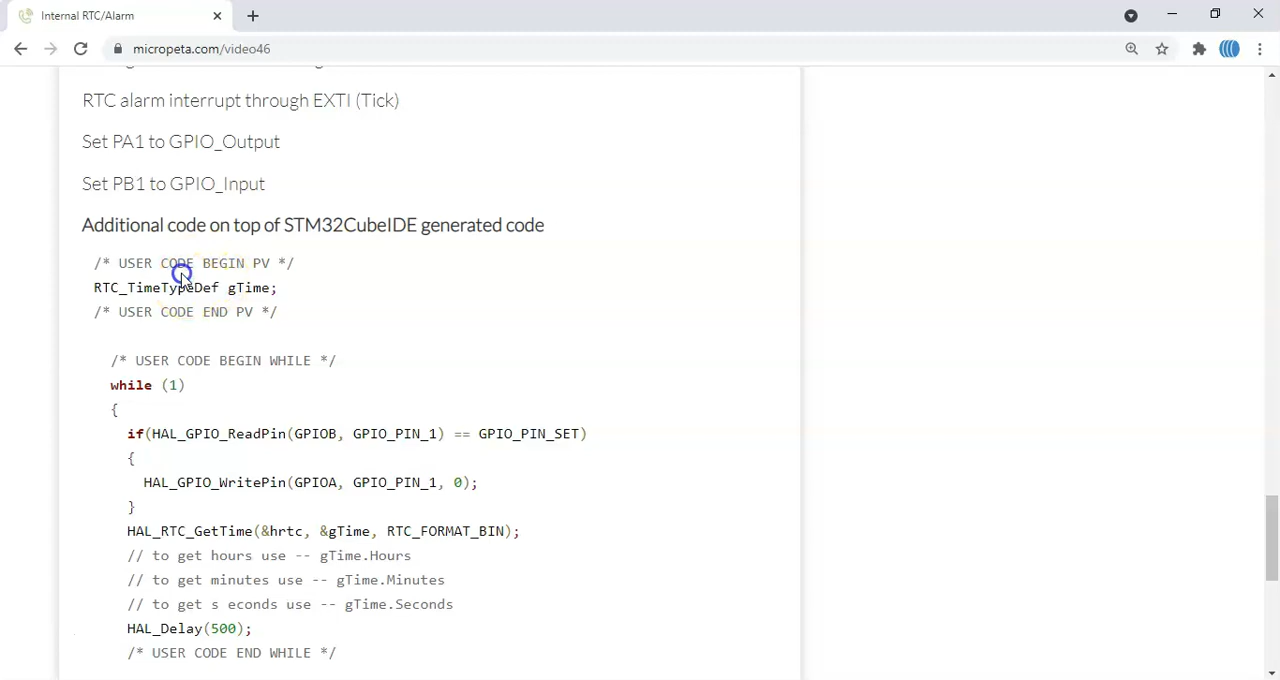 Internal RTC/Alarm
micropeta.com/video46
RTC alarm interrupt through EXTI (Tick)
Set PA1 to GPIO_Output
Set PB1 to GPIO_Input
Additional code on top of STM32CubeIDE generated code
/* USER CODE BEGIN PV */
RTC_TimeTypeDef gTime;
/* USER CODE END PV */
/* USER CODE BEGIN WHILE */
while (1)
{
if(HAL_GPIO_ReadPin(GPIOB, GPIO_PIN_1) == GPIO_PIN_SET)
{
HAL_GPIO_WritePin(GPIOA, GPIO_PIN_1, 0);
}
HAL_RTC_GetTime(&hrtc, &gTime, RTC_FORMAT_BIN);
// to get hours use -- gTime.Hours
// to get minutes use -- gTime.Minutes
// to get s econds use -- gTime.Seconds
HAL_Delay(500);
/* USER CODE END WHILE */